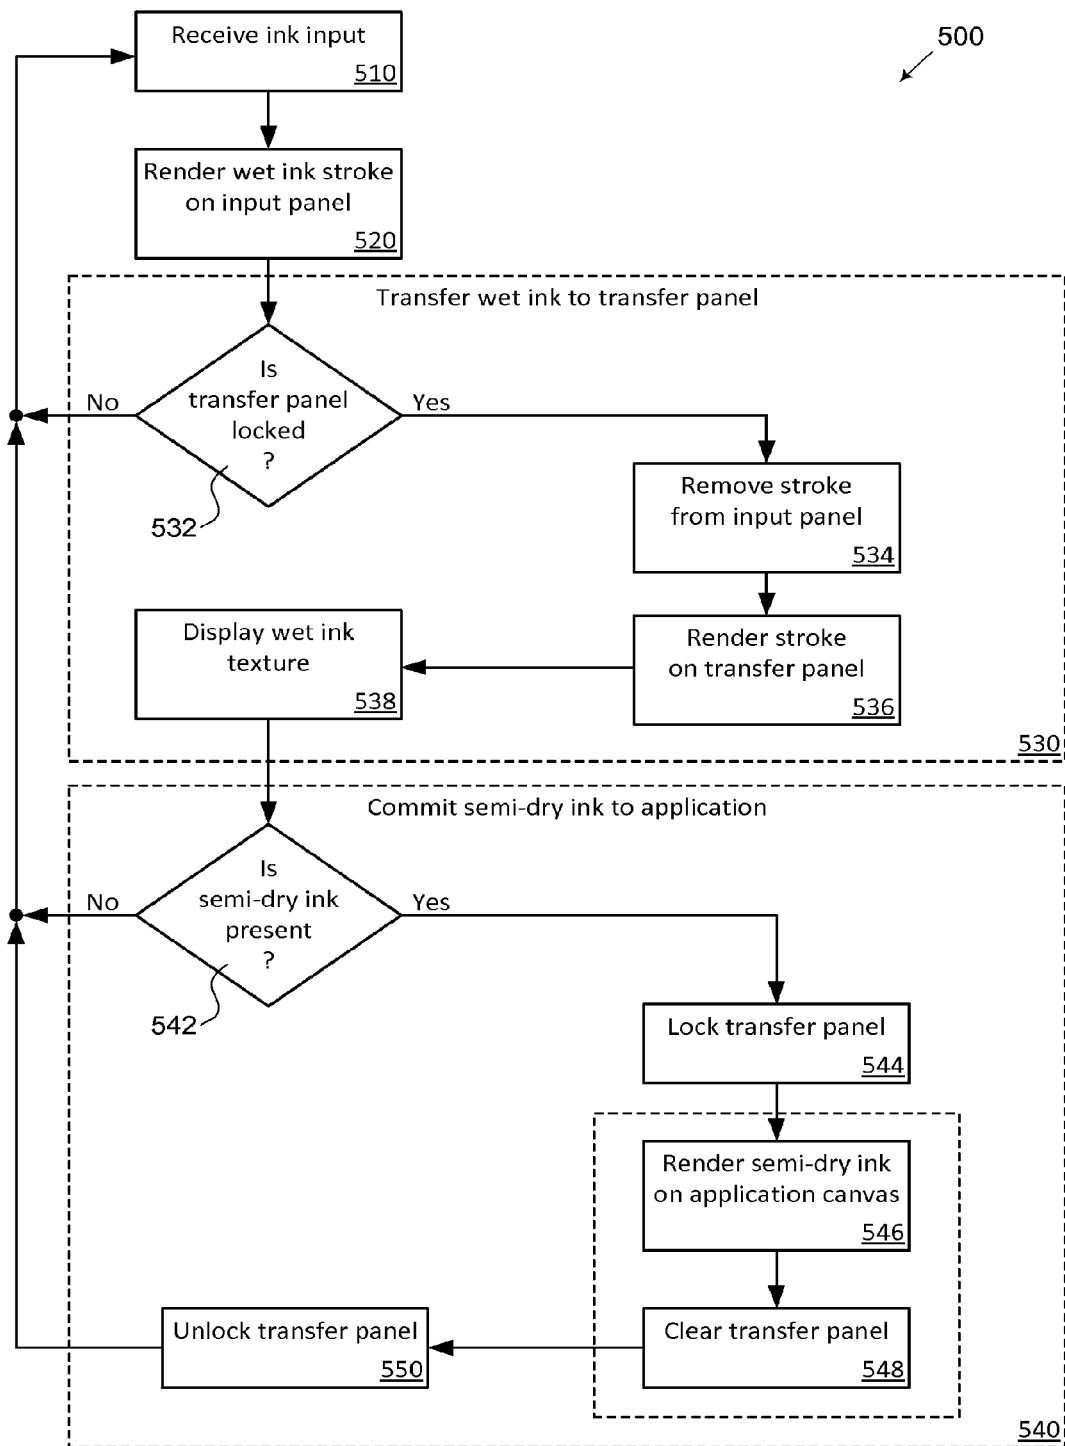 500
Receive ink input
510
Render wet ink stroke
on input panel
520
Transfer wet ink to transfer panel
Is
transfer panel
locked
?
No
Yes
532
Remove stroke
from input panel
534
Render stroke
on transfer panel
536
Display wet ink
texture
538
530
Commit semi-dry ink to application
Is
semi-dry ink
present
?
No
Yes
542
Lock transfer panel
544
Render semi-dry ink
on application canvas
546
Clear transfer panel
548
Unlock transfer panel
550
540